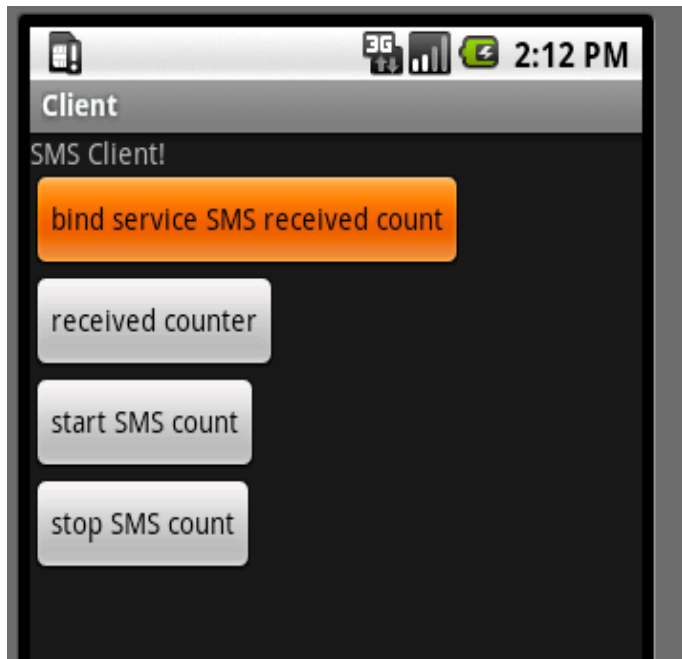 3G 2:12 PM
Client
SMS Client!
bind service SMS received count
received counter
start SMS count
stop SMS count